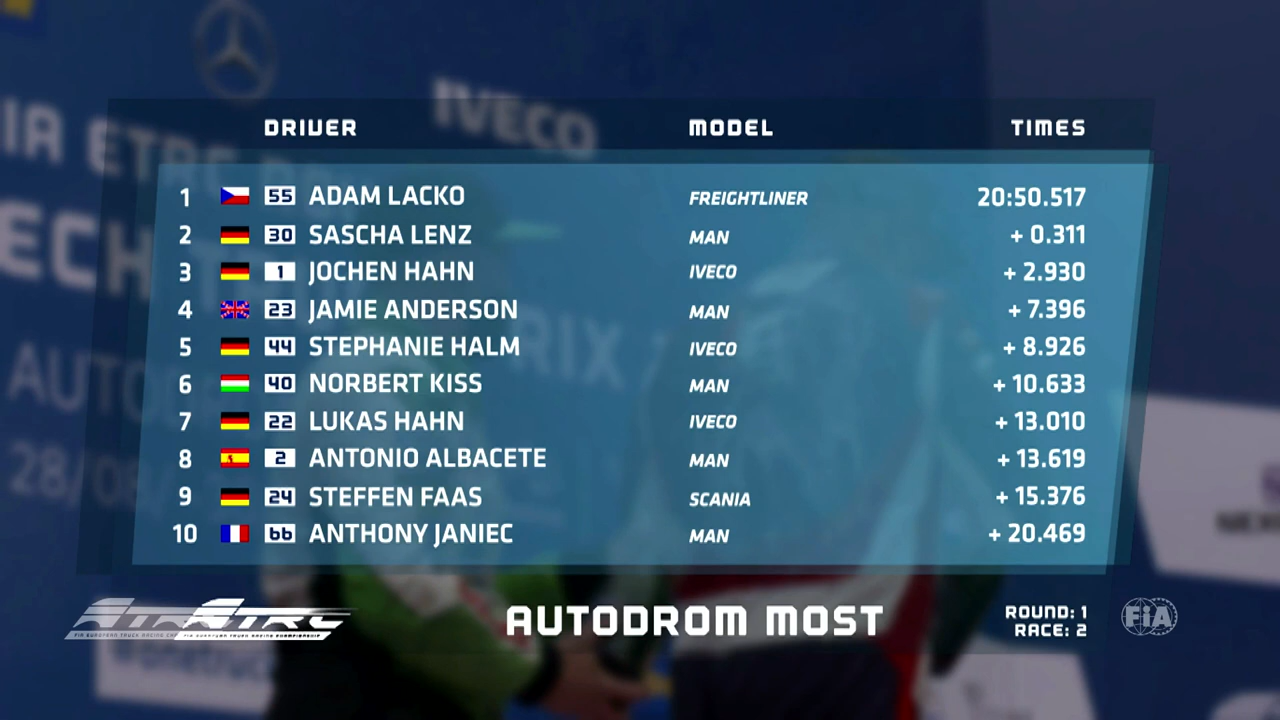 IVECO
DRIVER MODEL TIMES
1 55 ADAM LACKO FREIGHTLINER 20:50.517
2 30 SASCHA LENZ MAN + 0.311
3 1 JOCHEN HAHN IVECO + 2.930
4 23 JAMIE ANDERSON MAN + 7.396
5 44 STEPHANIE HALM IVECO + 8.926
6 40 NORBERT KISS MAN + 10.633
7 22 LUKAS HAHN IVECO + 13.010
8 2 ANTONIO ALBACETE MAN + 13.619
9 24 STEFFEN FAAS SCANIA + 15.376
10 66 ANTHONY JANIEC MAN + 20.469
AUTODROM MOST
ROUND: 1
RACE: 2
FIA